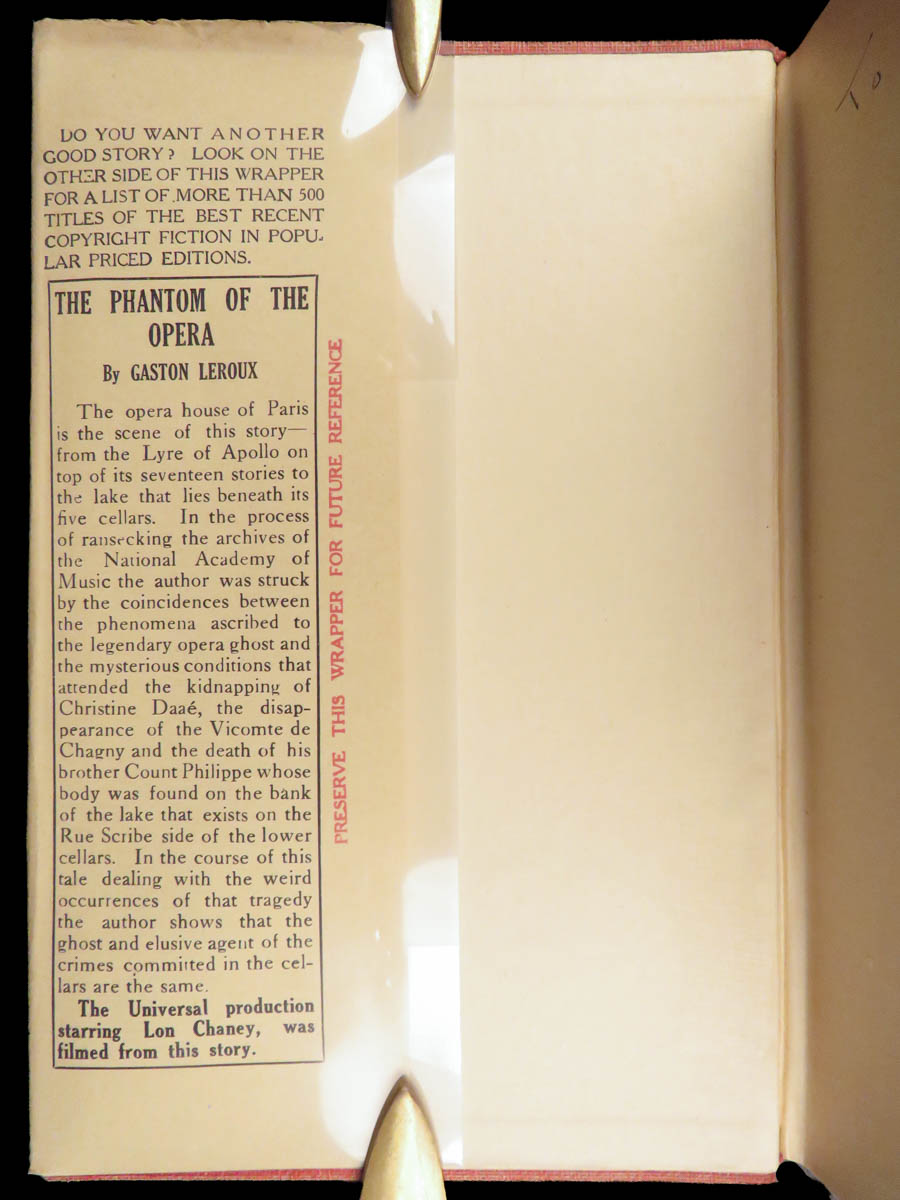 DO YOU WANT ANOTHER
GOOD STORY? LOOK ON THE
OTHER SIDE OF THIS WRAPPER
FOR A LIST OF MORE THAN 500
TITLES OF THE BEST RECENT
COPYRIGHT FICTION IN POPU-
LAR PRICED EDITIONS.
THE PHANTOM OF THE
OPERA
By GASTON LEROUX
The opera house of Paris
is the scene of this story—
from the Lyre of Apollo on
top of its seventeen stories to
the lake that lies beneath its
five cellars. In the process
of ransecking the archives of
the National Academy of
Music the author was struck
by the coincidences between
the phenomena ascribed to
the legendary opera ghost and
the mysterious conditions that
attended the kidnapping of
Christine Daaé, the disap-
pearance of the Vicomte de
Chagny and the death of his
brother Count Philippe whose
body was found on the bank
of the lake that exists on the
Rue Scribe side of the lower
cellars. In the course of this
tale dealing with the weird
occurrences of that tragedy
the author shows that the
ghost and elusive agent of the
crimes committed in the cel-
lars are the same.
The Universal production
starring Lon Chaney, was
filmed from this story.
PRESERVE THIS WRAPPER FOR FUTURE REFERENCE